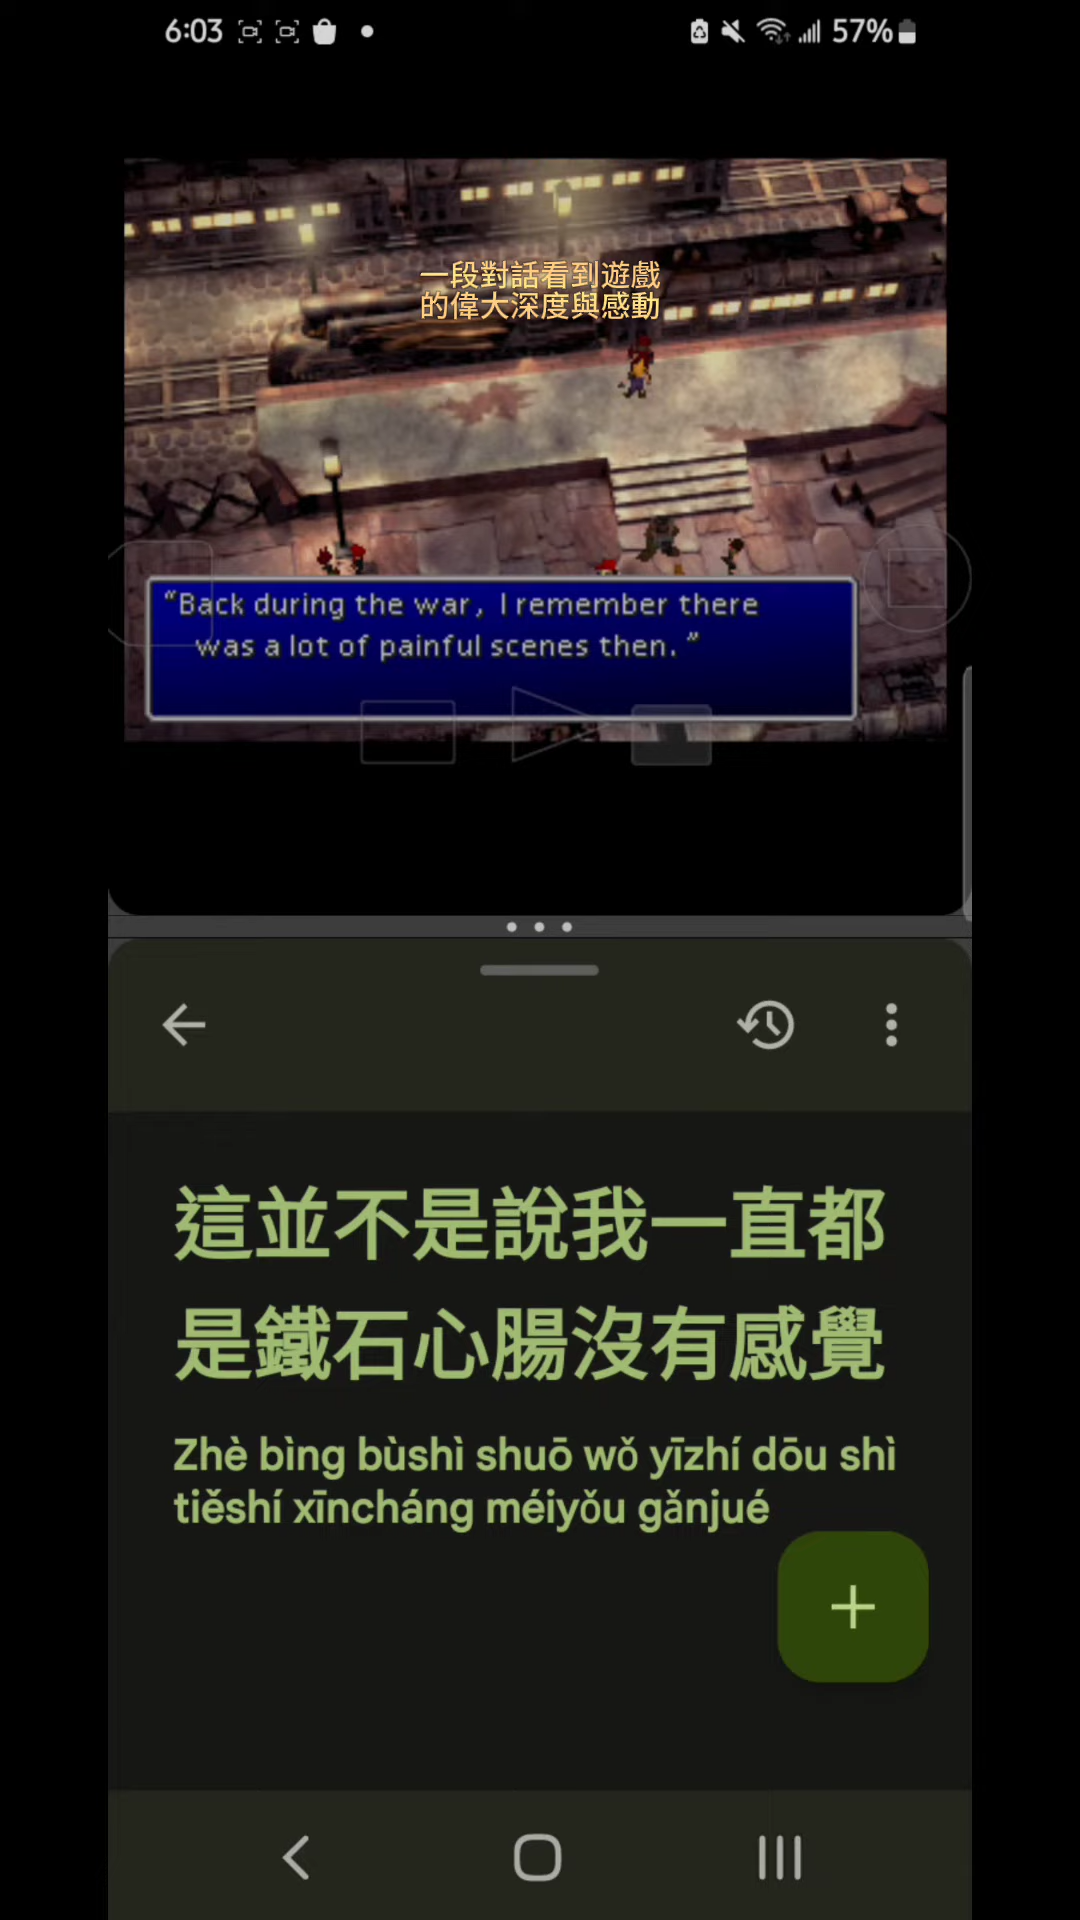 6:03
57%
一段對話看到遊戲
的偉大深度與感動
“Back during the war, I remember there
was a lot of painful scenes then. ”
這並不是說我一直都
是鐵石心腸沒有感覺
Zhè bìng bùshì shuō wǒ yīzhí dōu shì
tiěshí xīncháng méiyǒu gǎnjué